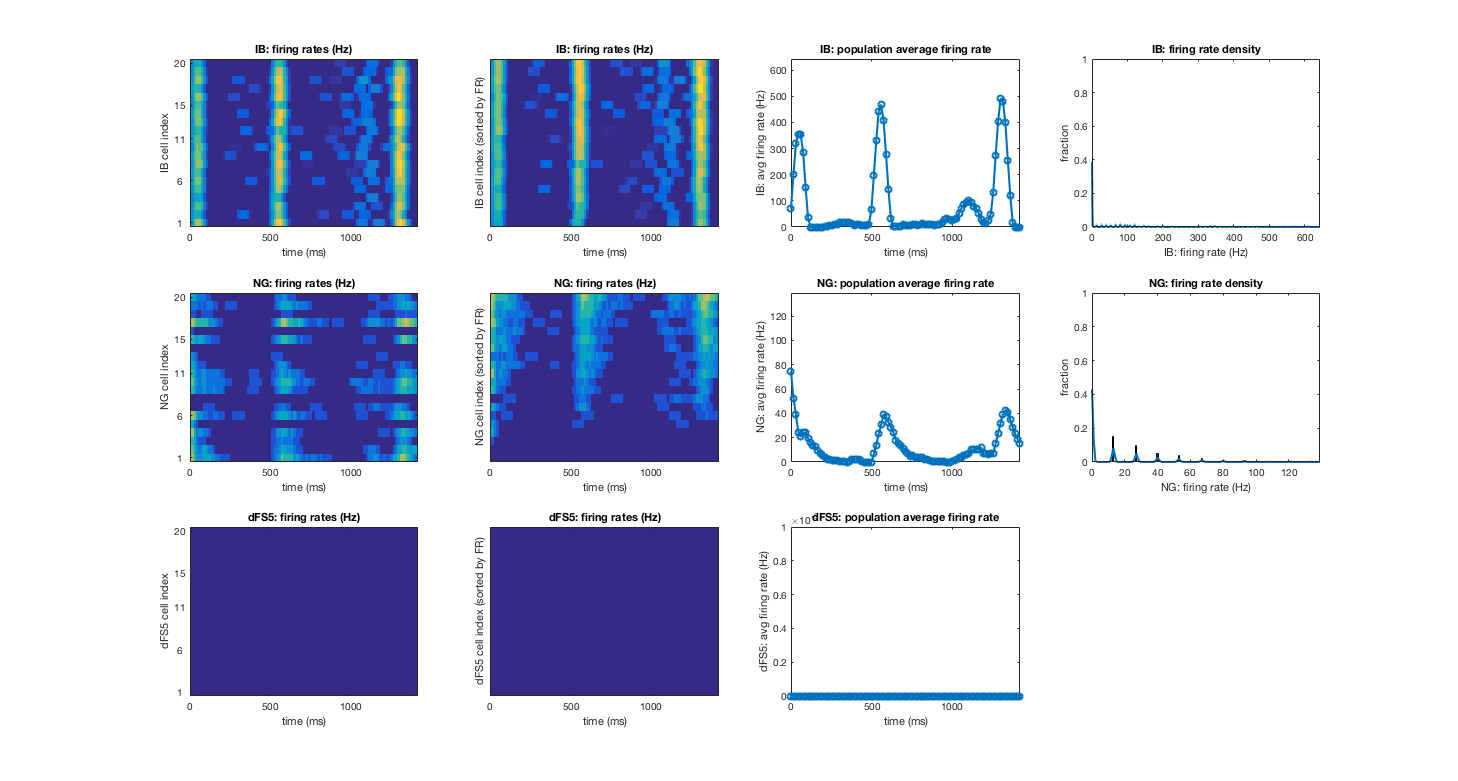 IB: firing rates (Hz)
IB cell index
20
15
11
6
1
0
500
1000
time (ms)
IB: firing rates (Hz)
IB cell index (sorted by FR)
0
500
1000
time (ms)
IB: population average firing rate
IB: avg firing rate (Hz)
600
500
400
300
200
100
0
0
500
1000
time (ms)
IB: firing rate density
fraction
1
0.8
0.6
0.4
0.2
0
0
100
200
300
400
500
600
IB: firing rate (Hz)
NG: firing rates (Hz)
NG cell index
20
15
11
6
1
0
500
1000
time (ms)
NG: firing rates (Hz)
NG cell index (sorted by FR)
0
500
1000
time (ms)
NG: population average firing rate
NG: avg firing rate (Hz)
120
100
80
60
40
20
0
0
500
1000
time (ms)
NG: firing rate density
fraction
1
0.8
0.6
0.4
0.2
0
0
20
40
60
80
100
120
NG: firing rate (Hz)
dFS5: firing rates (Hz)
dFS5 cell index
20
15
11
6
1
0
500
1000
time (ms)
dFS5: firing rates (Hz)
dFS5 cell index (sorted by FR)
0
500
1000
time (ms)
dFS5: population average firing rate
dFS5: avg firing rate (Hz)
1
0.8
0.6
0.4
0.2
0
0
500
1000
time (ms)